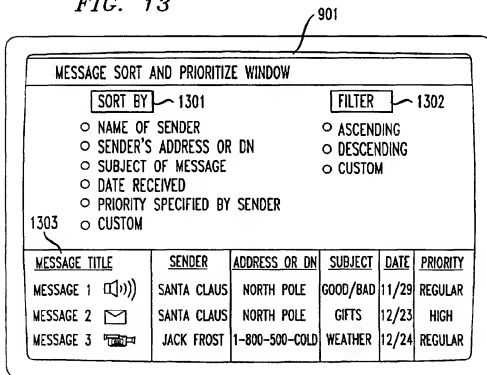 FIG. 13
901
MESSAGE SORT AND PRIORITIZE WINDOW
SORT BY 1301 FILTER 1302
○ NAME OF SENDER ○ ASCENDING
○ SENDER'S ADDRESS OR DN ○ DESCENDING
○ SUBJECT OF MESSAGE ○ CUSTOM
○ DATE RECEIVED
○ PRIORITY SPECIFIED BY SENDER
1303 ○ CUSTOM
MESSAGE TITLE SENDER ADDRESS OR DN SUBJECT DATE PRIORITY
MESSAGE 1 SANTA CLAUS NORTH POLE GOOD/BAD 11/29 REGULAR
MESSAGE 2 SANTA CLAUS NORTH POLE GIFTS 12/23 HIGH
MESSAGE 3 JACK FROST 1-800-500-COLD WEATHER 12/24 REGULAR